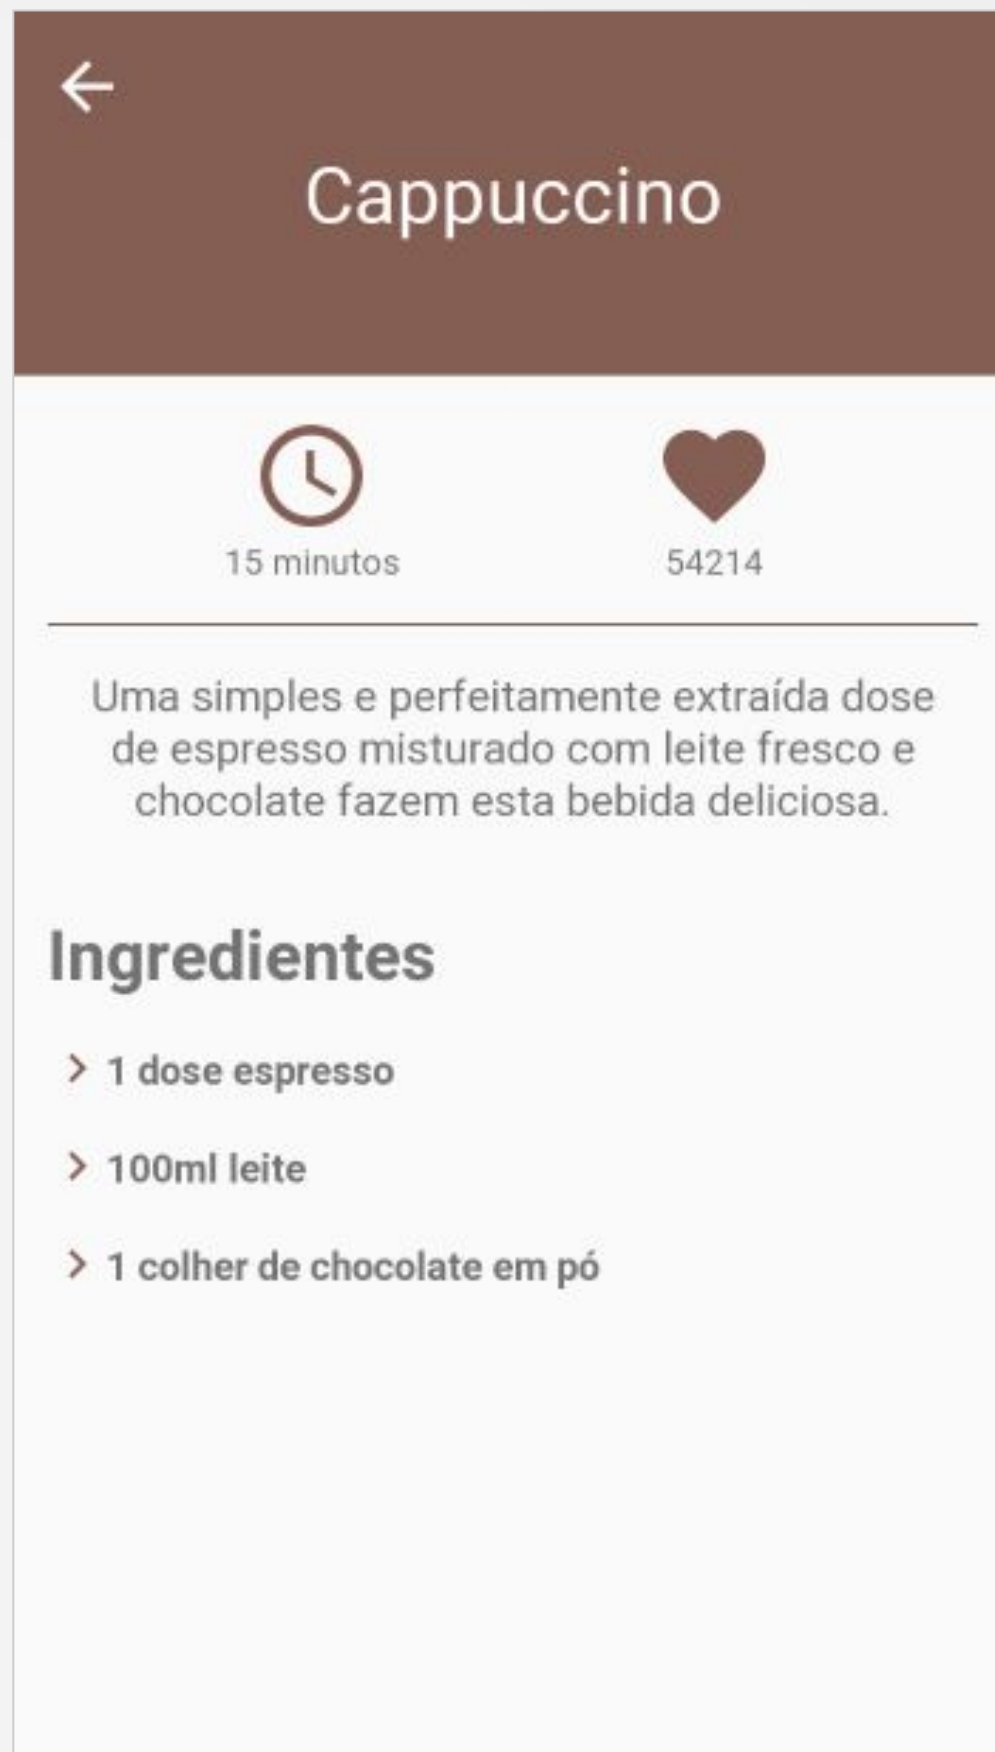 Cappuccino
15 minutos
54214
Uma simples e perfeitamente extraída dose
de espresso misturado com leite fresco e
chocolate fazem esta bebida deliciosa.
Ingredientes
1 dose espresso
100ml leite
1 colher de chocolate em pó